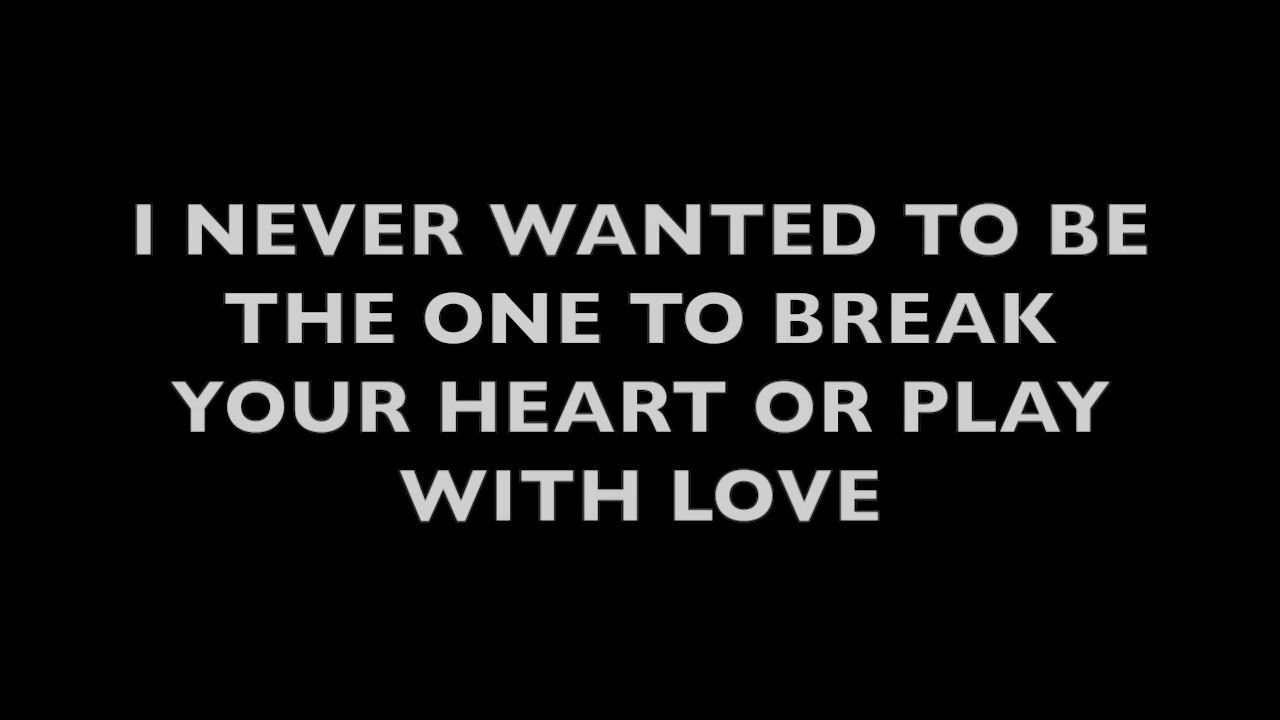 I NEVER WANTED TO BE
THE ONE TO BREAK
YOUR HEART OR PLAY
WITH LOVE